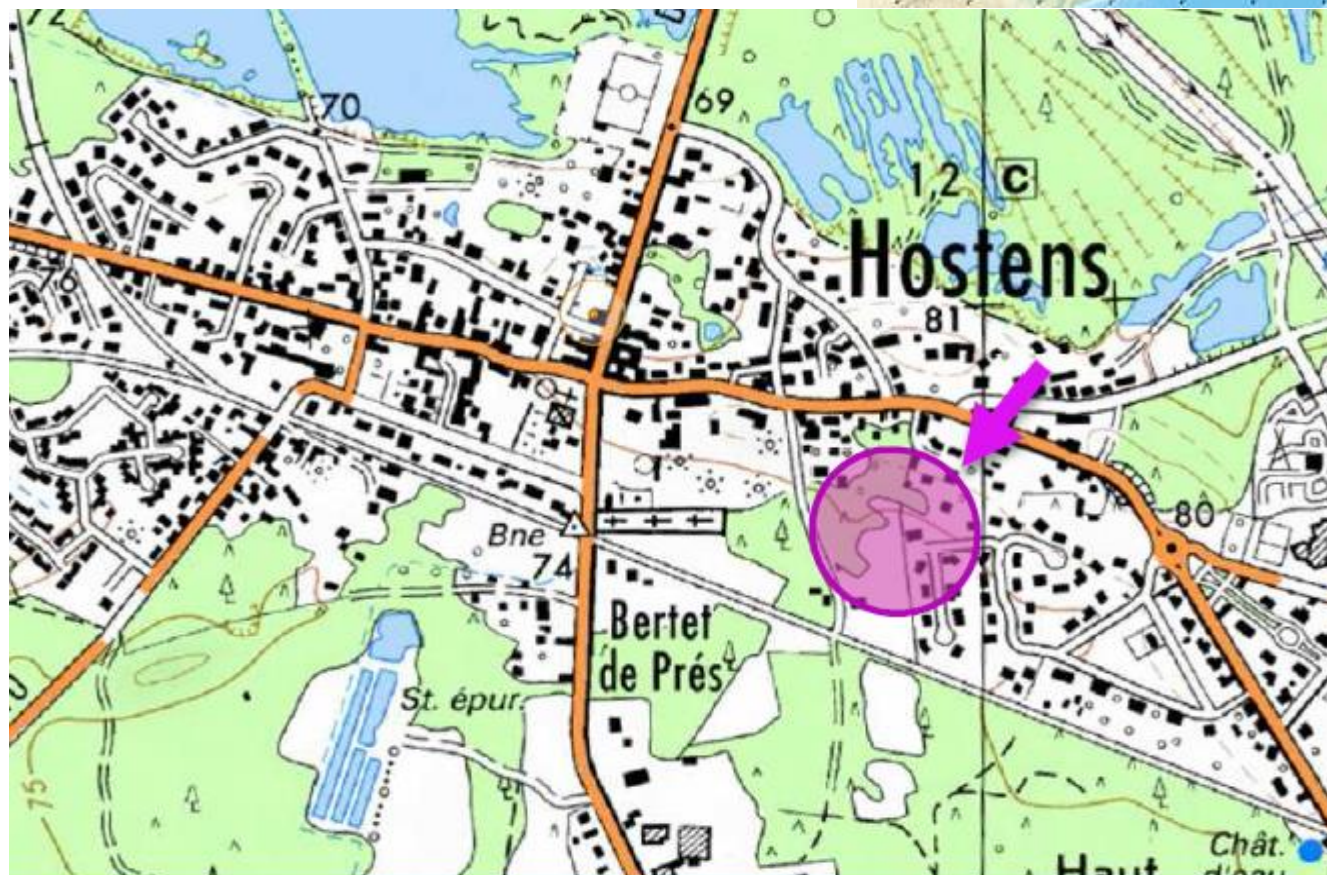 72
70
69
1,2 C
Hostens
76
81
80
Bne
74
Bertet
de Prés
St. épur.
75
Haut
Chât.
d'eau